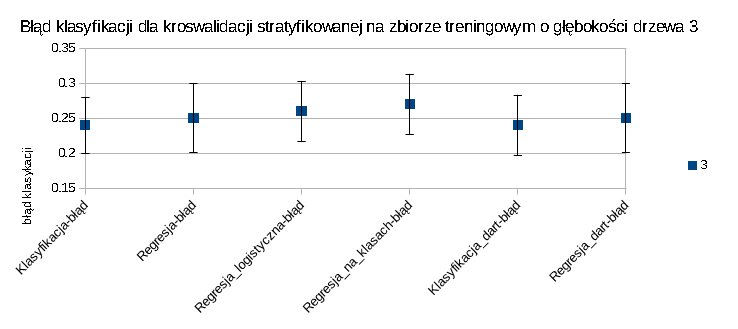 Błąd klasyfikacji dla kroswalidacji stratyfikowanej na zbiorze treningowym o głębokości drzewa 3
0.35
0.3
0.25
0.2
0.15
błąd klasykacji
3
Klasyfikacja-błąd
Regresja-błąd
Regresja_logistyczna-błąd
Regresja_na_klasach-błąd
Klasyfikacja_dart-błąd
Regresja_dart-błąd